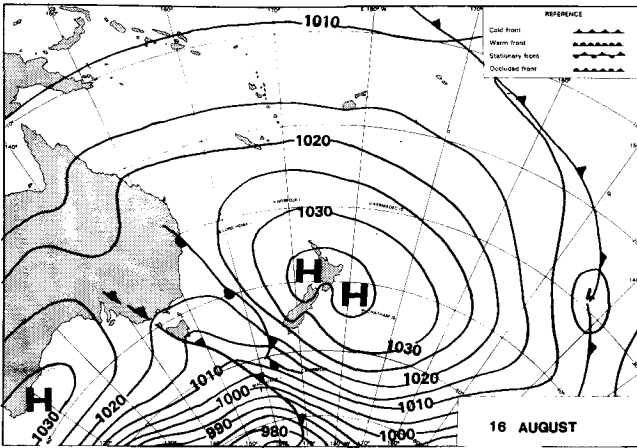 1010
REFERENCE
Cold front
Warm front
Stationary front
Occluded front
1020
1030
H
H
1030
1020
1010
1000
H
1030
1020
1010
1000
990
980
16 AUGUST